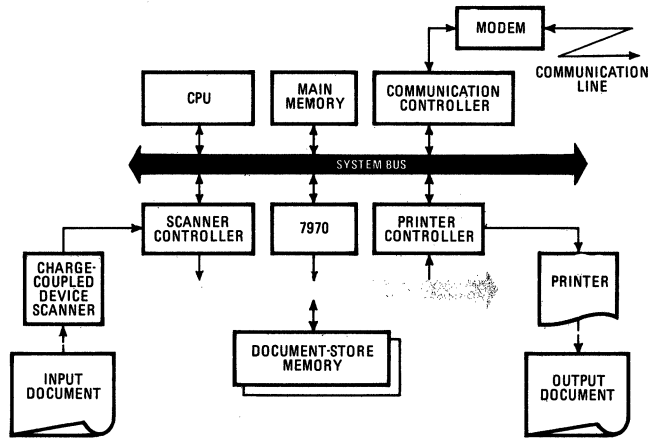 MODEM
COMMUNICATION
LINE
CPU
MAIN
MEMORY
COMMUNICATION
CONTROLLER
SYSTEM BUS
SCANNER
CONTROLLER
7970
PRINTER
CONTROLLER
CHARGE-
COUPLED
DEVICE
SCANNER
PRINTER
DOCUMENT-STORE
MEMORY
INPUT
DOCUMENT
OUTPUT
DOCUMENT